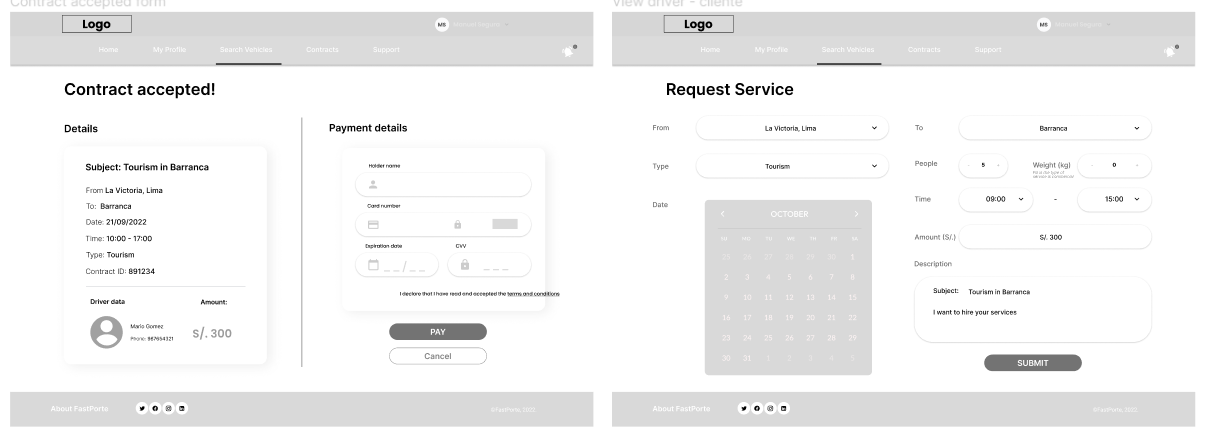 Contract accepted form
Logo
MS
Home My Profile Search Vehicles Contracts Support
Contract accepted!
Details
Subject: Tourism in Barranca
From La Victoria, Lima
To: Barranca
Date: 21/09/2022
Time: 10:00 - 17:00
Type: Tourism
Contract ID: 891234
Driver data Amount:
Mario Gomez
Phone: 987654321
S/. 300
Payment details
Holder name
Card number
Expiration date CVV
_ _ / _ _ _ _ _
I declare that I have read and accepted the terms and conditions
PAY
Cancel
About FastPorte
©FastPorte, 2022
View driver - cliente
Logo
MS
Home My Profile Search Vehicles Contracts Support
Request Service
From La Victoria, Lima
To Barranca
Type Tourism
People - 5 + Weight (kg) - 0 +
Time 09:00 - 15:00
Date
OCTOBER
SU MO TU WE TH FR SA
25 26 27 28 29 30 1
2 3 4 5 6 7 8
9 10 11 12 13 14 15
16 17 18 19 20 21 22
23 24 25 26 27 28 29
30 31 1 2 3 4 5
Amount (S/.) S/. 300
Description
Subject: Tourism in Barranca
I want to hire your services
SUBMIT
About FastPorte
©FastPorte, 2022